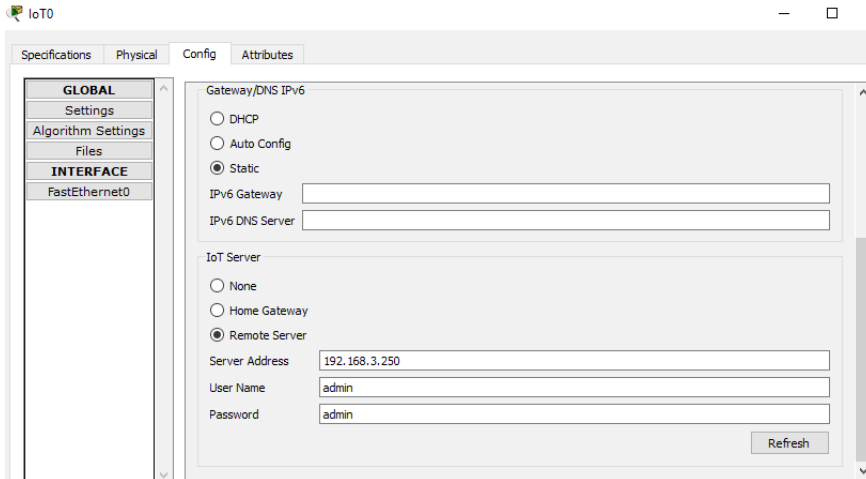 IoT0
Specifications Physical Config Attributes
GLOBAL
Settings
Algorithm Settings
Files
INTERFACE
FastEthernet0
Gateway/DNS IPv6
DHCP
Auto Config
Static
IPv6 Gateway
IPv6 DNS Server
IoT Server
None
Home Gateway
Remote Server
Server Address 192.168.3.250
User Name admin
Password admin
Refresh